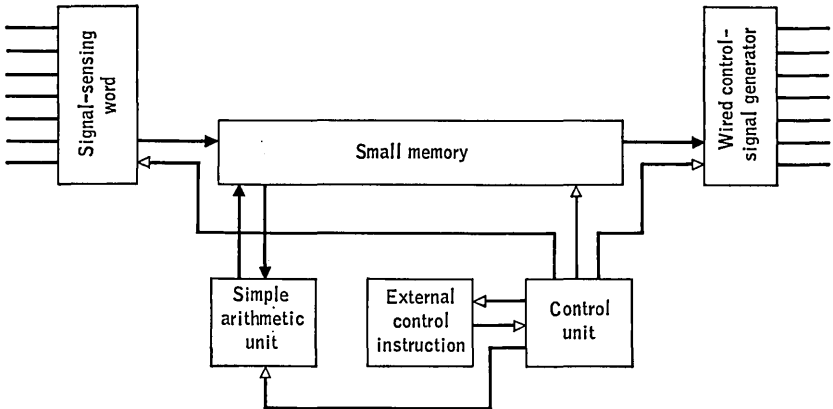 Signal-sensing
word
Small memory
Wired control-
signal generator
Simple
arithmetic
unit
External
control
instruction
Control
unit